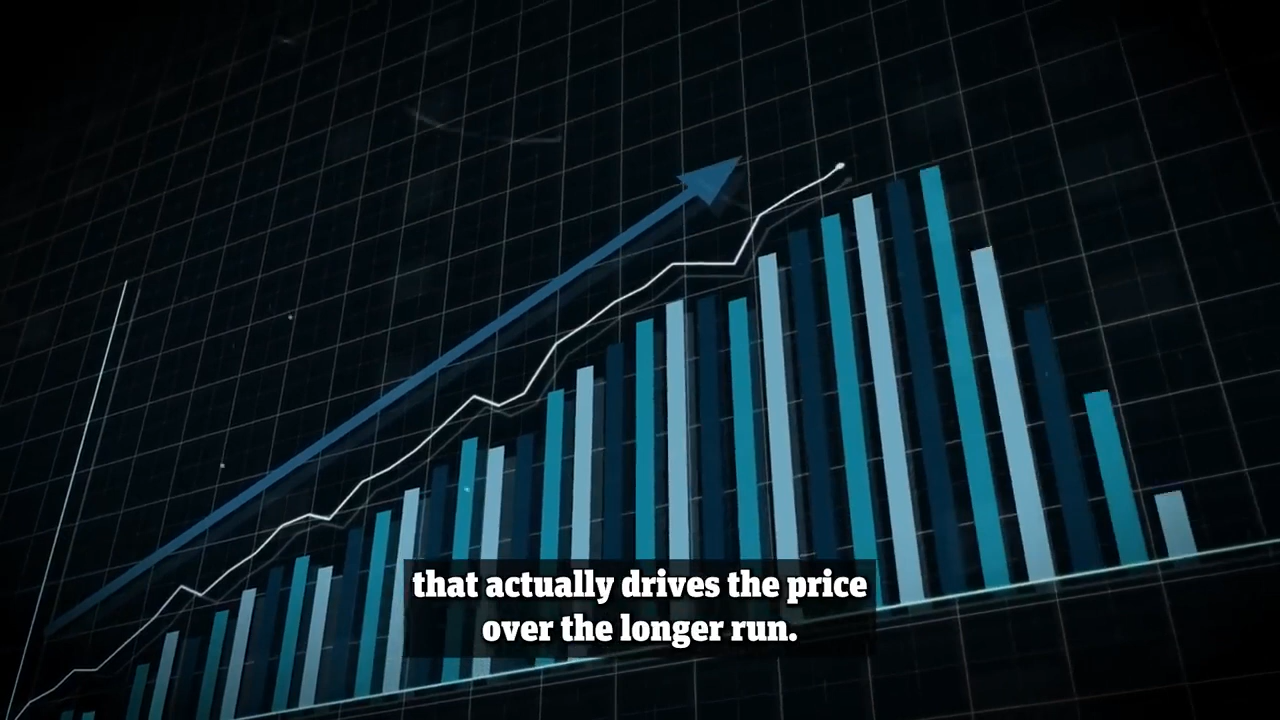 that actually drives the price
over the longer run.